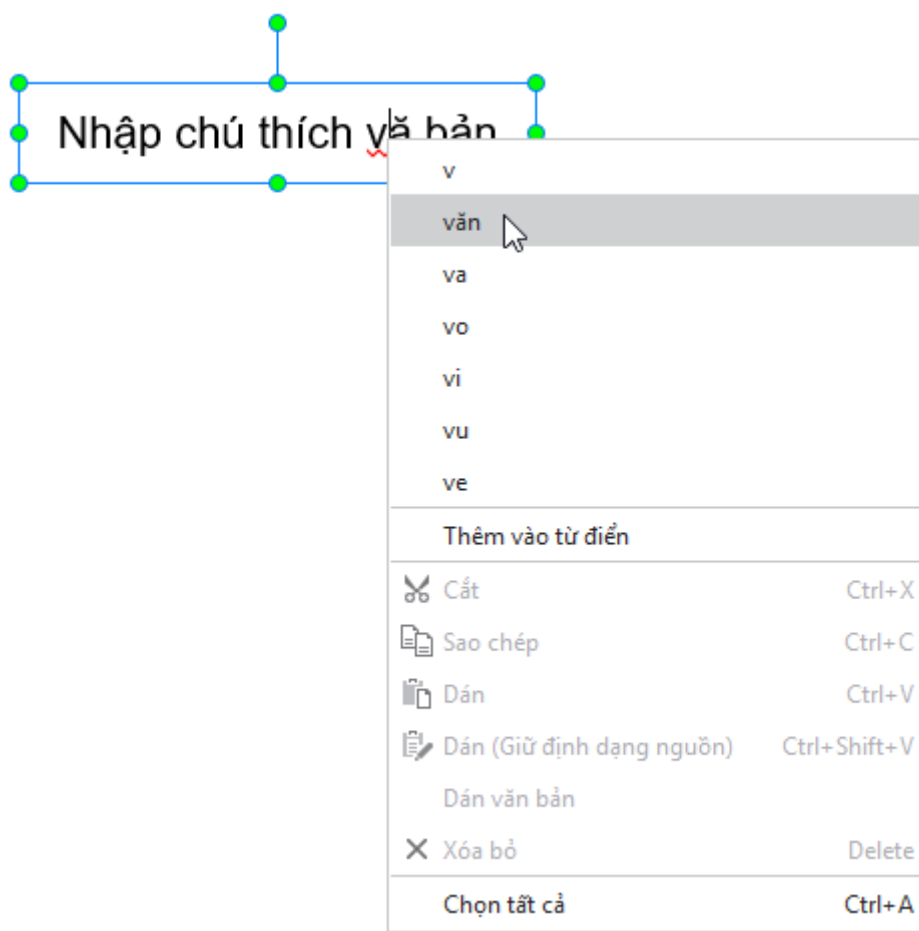 Nhập chú thích vă bản
v
văn
va
vo
vi
vu
ve
Thêm vào từ điển
Cắt Ctrl+X
Sao chép Ctrl+C
Dán Ctrl+V
Dán (Giữ định dạng nguồn) Ctrl+Shift+V
Dán văn bản
Xóa bỏ Delete
Chọn tất cả Ctrl+A